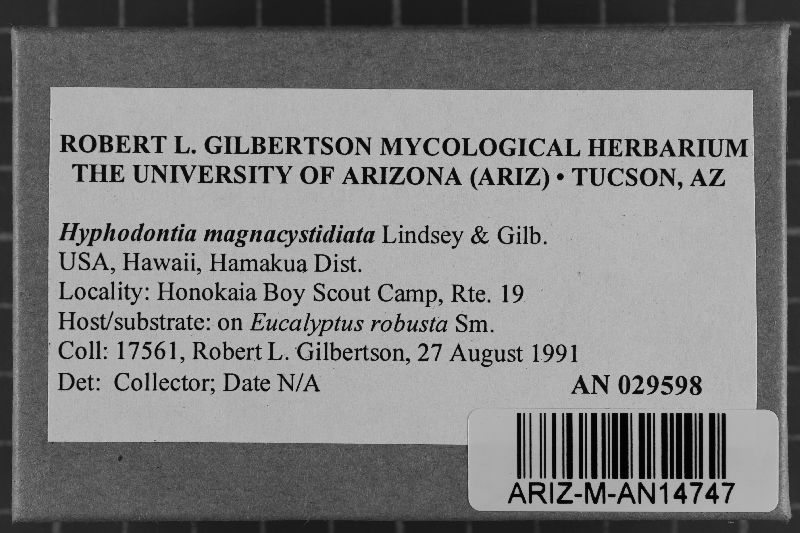 ROBERT L. GILBERTSON MYCOLOGICAL HERBARIUM
THE UNIVERSITY OF ARIZONA (ARIZ) • TUCSON, AZ
Hyphodontia magnacystidiata Lindsey & Gilb.
USA, Hawaii, Hamakua Dist.
Locality: Honokaia Boy Scout Camp, Rte. 19
Host/substrate: on Eucalyptus robusta Sm.
Coll: 17561, Robert L. Gilbertson, 27 August 1991
Det: Collector; Date N/A
AN 029598
ARIZ-M-AN14747